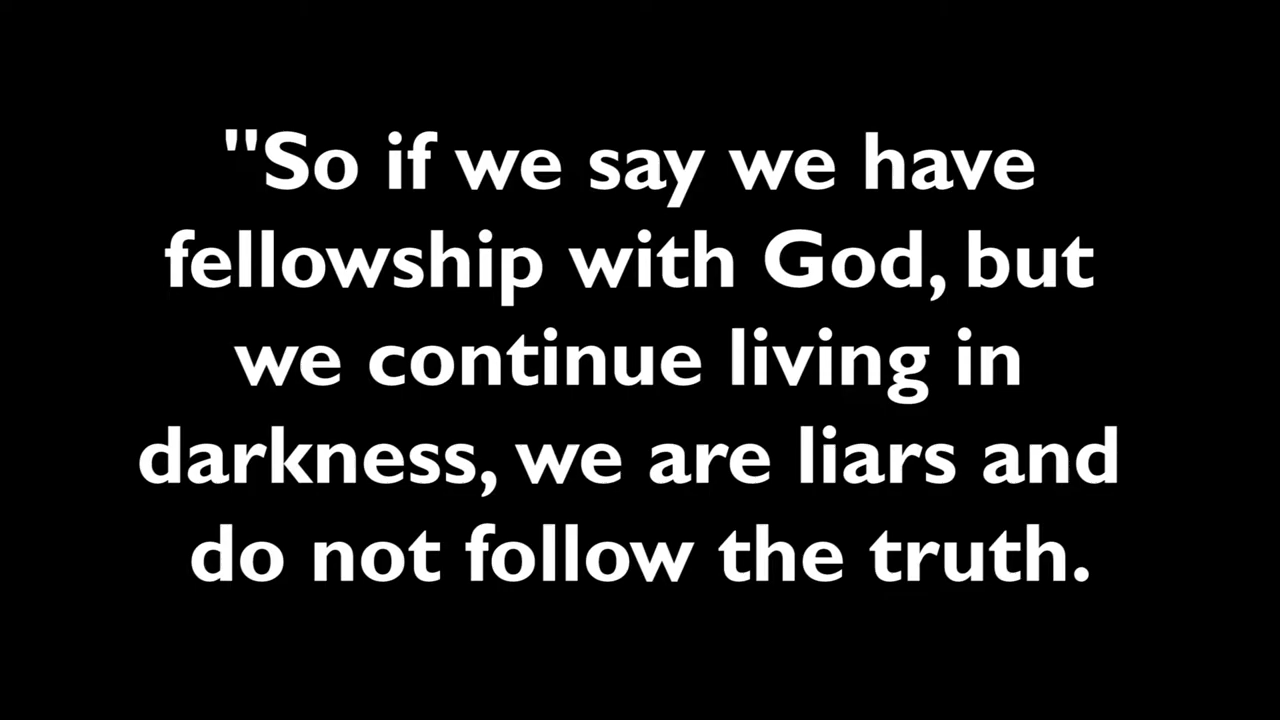 "So if we say we have
fellowship with God, but
we continue living in
darkness, we are liars and
do not follow the truth.